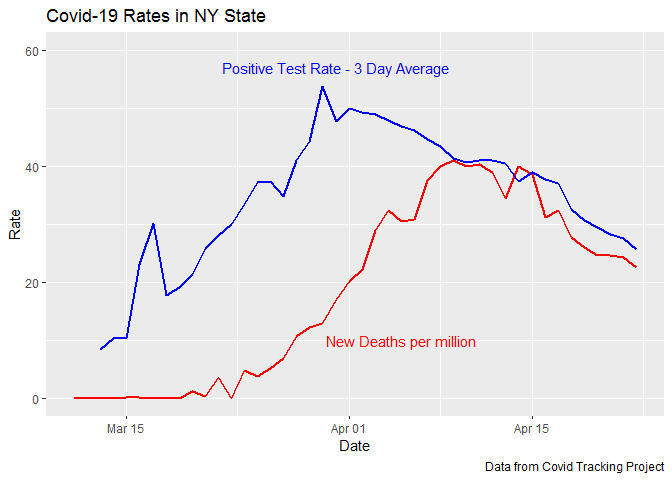 Covid-19 Rates in NY State
60
Positive Test Rate - 3 Day Average
40
Rate
20
New Deaths per million
0
Mar 15
Apr 01
Apr 15
Date
Data from Covid Tracking Project